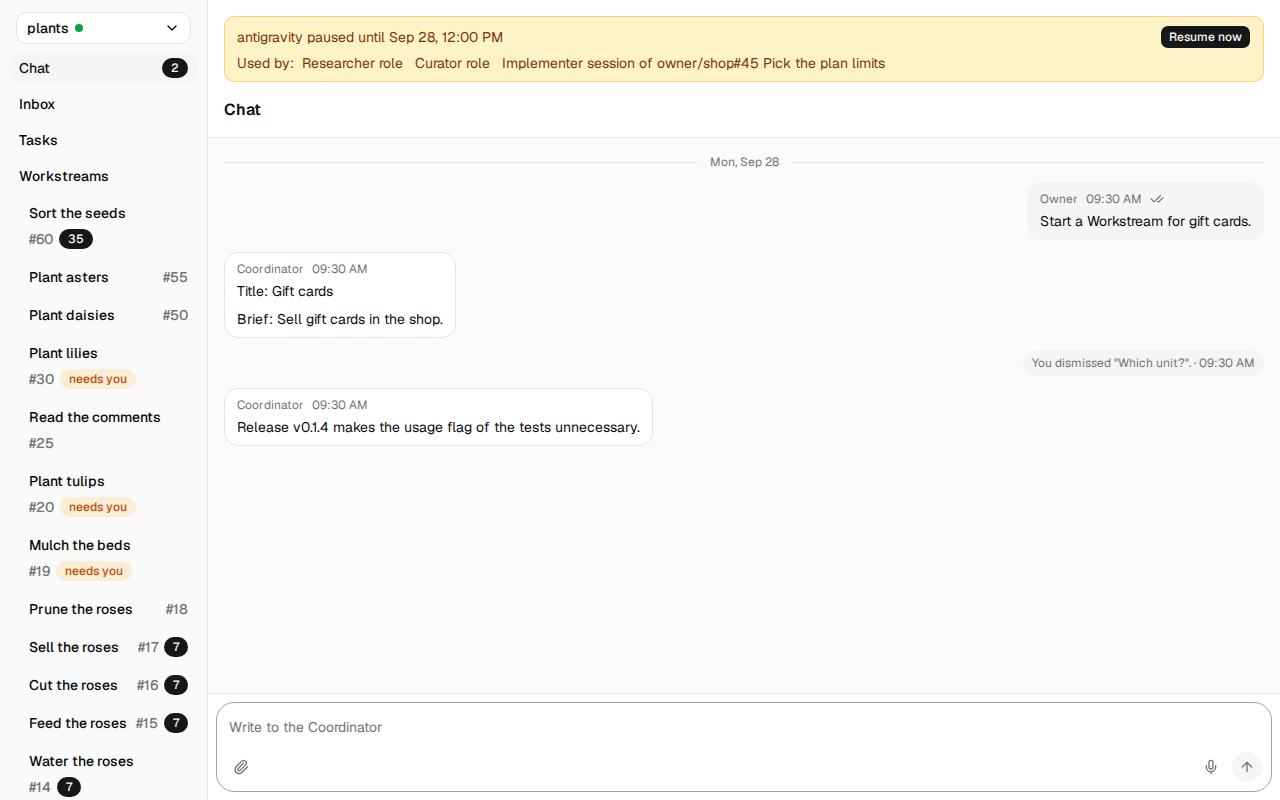 plants
Chat 2
Inbox
Tasks
Workstreams
Sort the seeds
#60 35
Plant asters #55
Plant daisies #50
Plant lilies
#30 needs you
Read the comments
#25
Plant tulips
#20 needs you
Mulch the beds
#19 needs you
Prune the roses #18
Sell the roses #17 7
Cut the roses #16 7
Feed the roses #15 7
Water the roses
#14 7
antigravity paused until Sep 28, 12:00 PM
Resume now
Used by: Researcher role Curator role Implementer session of owner/shop#45 Pick the plan limits
Chat
Mon, Sep 28
Owner 09:30 AM
Start a Workstream for gift cards.
Coordinator 09:30 AM
Title: Gift cards
Brief: Sell gift cards in the shop.
You dismissed "Which unit?". · 09:30 AM
Coordinator 09:30 AM
Release v0.1.4 makes the usage flag of the tests unnecessary.
Write to the Coordinator